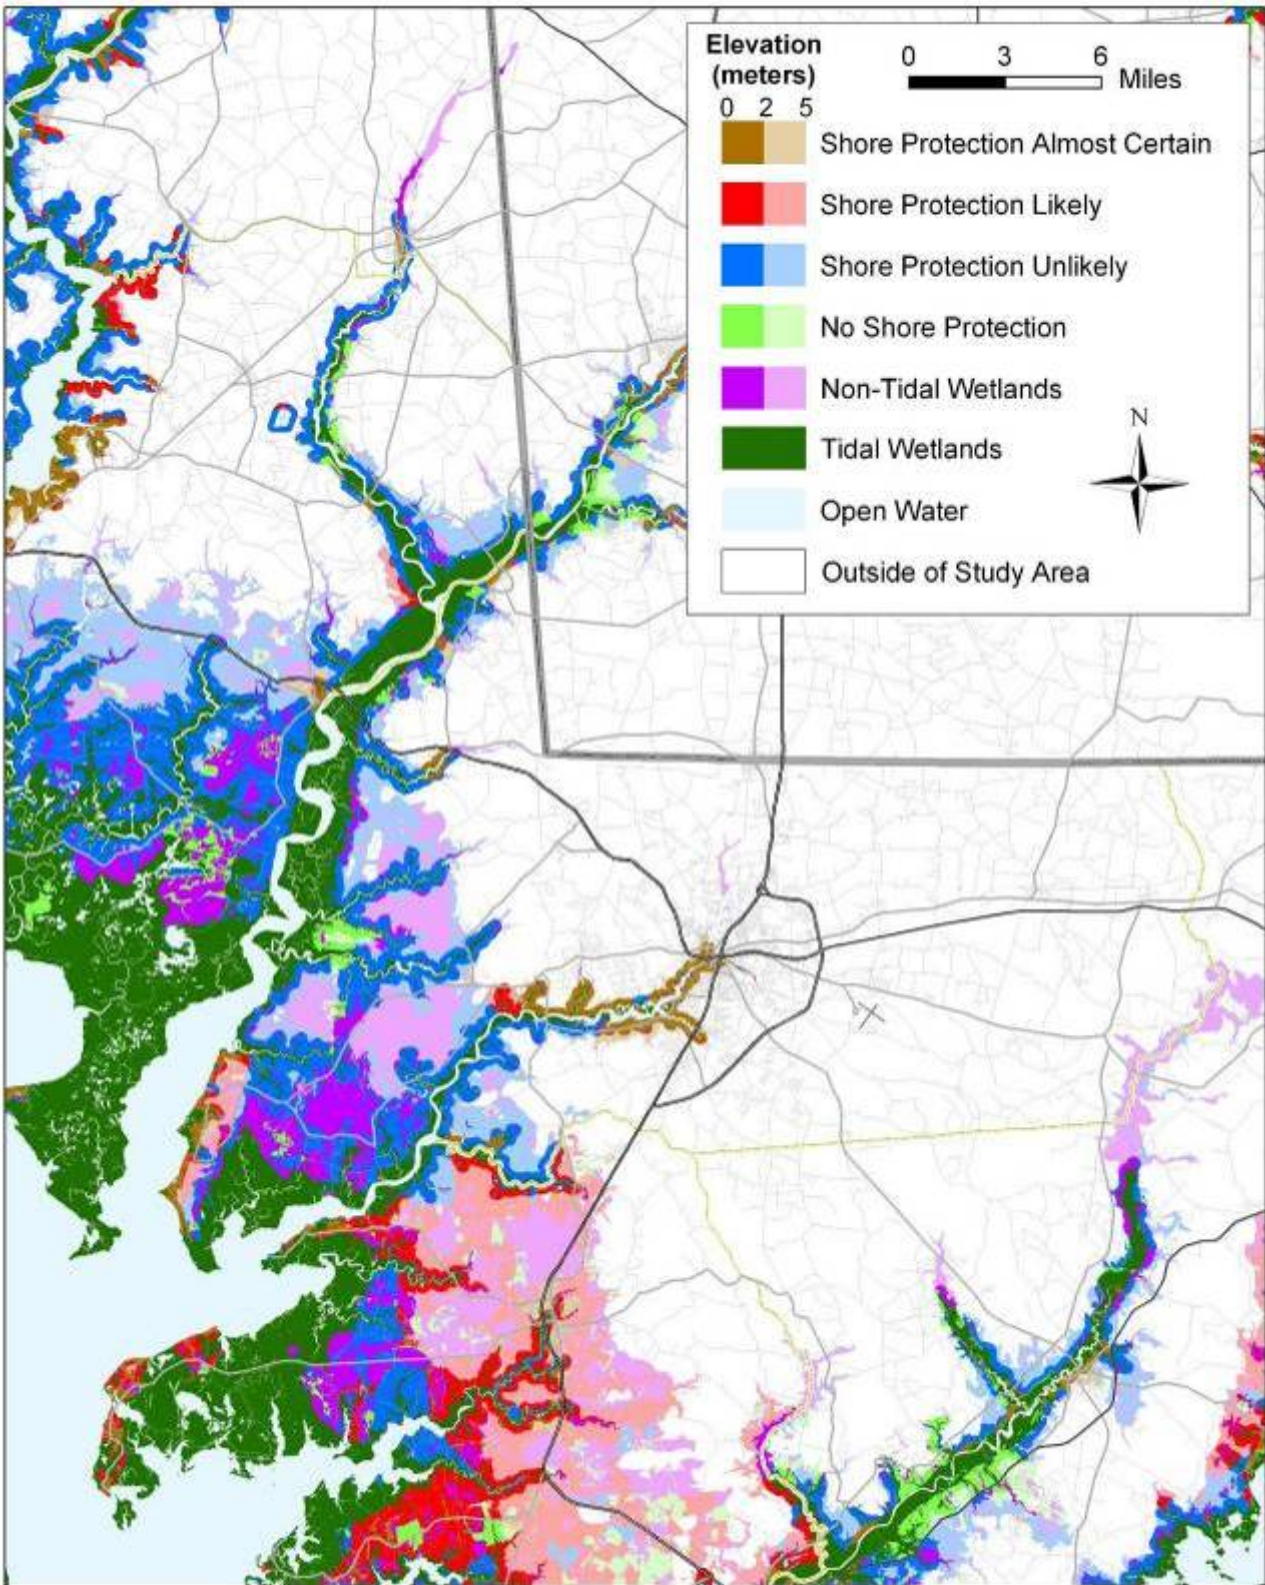 Elevation
(meters)
0 2 5
0 3 6
Miles
Shore Protection Almost Certain
Shore Protection Likely
Shore Protection Unlikely
No Shore Protection
Non-Tidal Wetlands
Tidal Wetlands
Open Water
Outside of Study Area
N